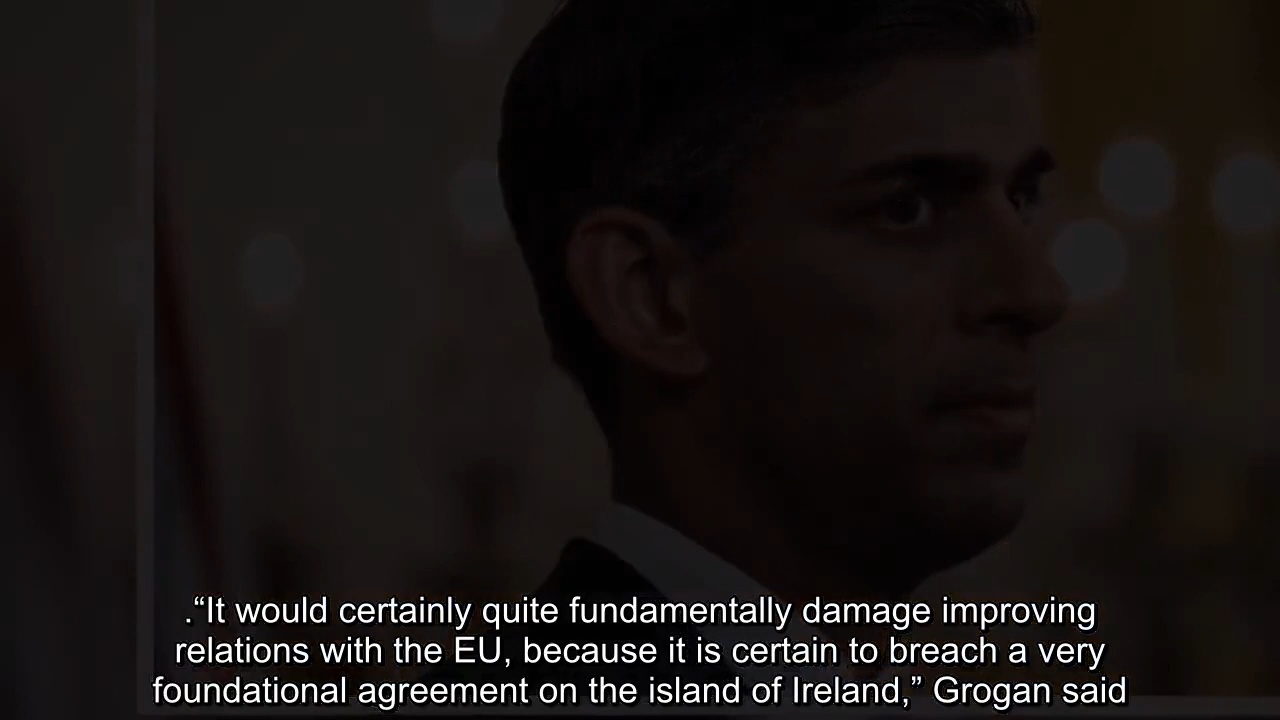 .“It would certainly quite fundamentally damage improving
relations with the EU, because it is certain to breach a very
foundational agreement on the island of Ireland,” Grogan said